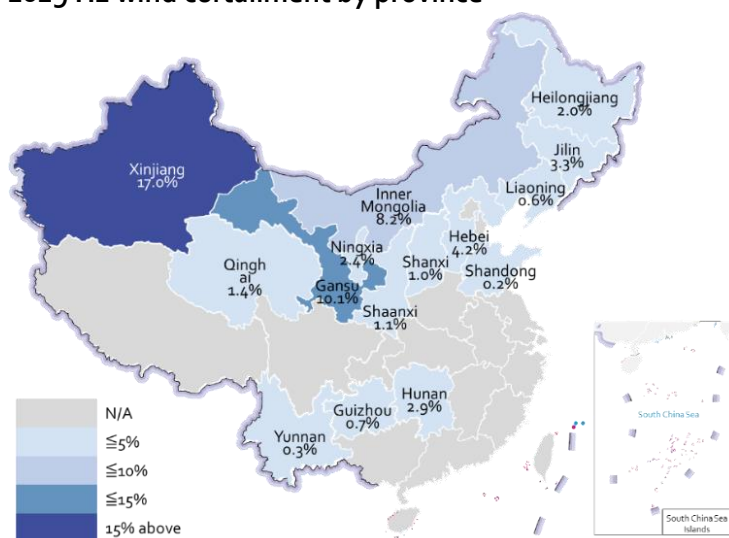 wind curtailment by province
Heilongjiang
2.0%
Jilin
3.3%
Liaoning
0.6%
Xinjiang
17.0%
Inner
Mongolia
8.2%
Hebei
4.2%
Ningxia
2.4%
Shanxi
1.0%
Shandong
0.2%
Qingh
ai
1.4%
Gansu
10.1%
Shaanxi
1.1%
Hunan
2.9%
Guizhou
0.7%
Yunnan
0.3%
N/A
≦5%
≦10%
≦15%
15% above
South China Sea
South China Sea
Islands